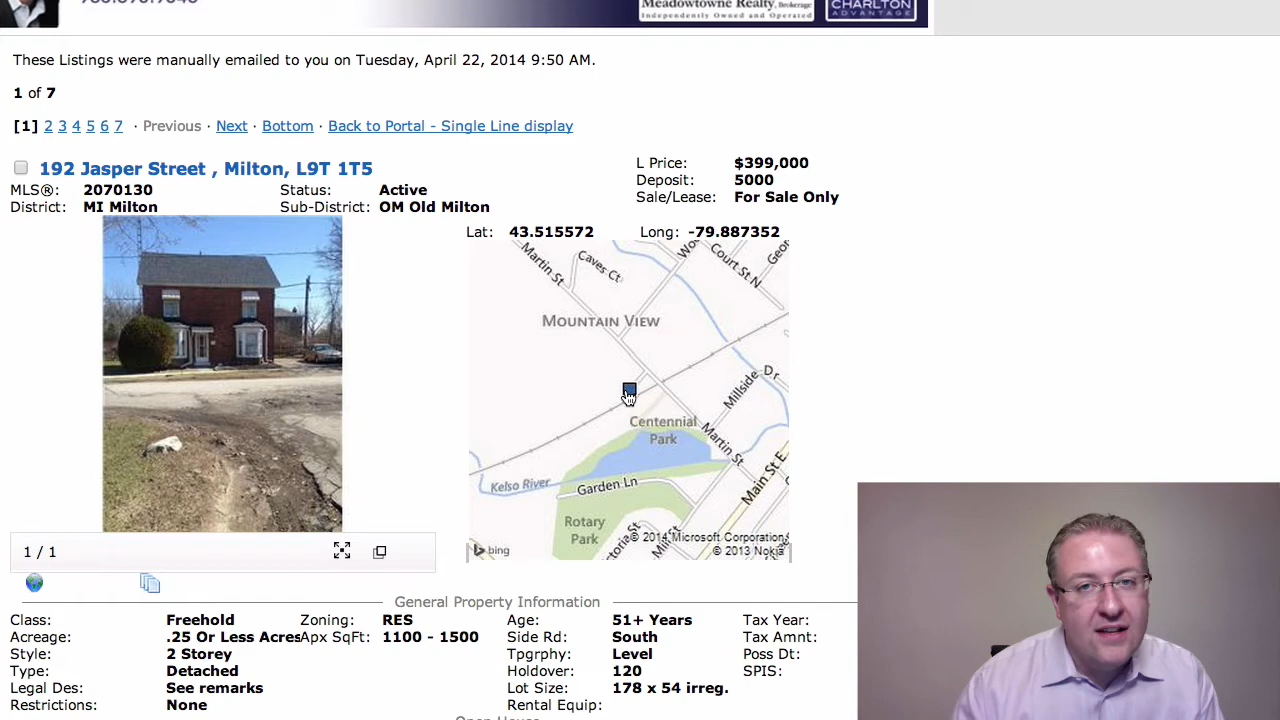 Meadowtowne Realty, Brokerage
Independently Owned and Operated
CHARLTON
ADVANTAGE
These Listings were manually emailed to you on Tuesday, April 22, 2014 9:50 AM.
1 of 7
[1] 2 3 4 5 6 7 · Previous · Next · Bottom · Back to Portal - Single Line display
192 Jasper Street , Milton, L9T 1T5
L Price: $399,000
MLS®: 2070130 Status: Active
Deposit: 5000
District: MI Milton Sub-District: OM Old Milton
Sale/Lease: For Sale Only
Lat: 43.515572 Long: -79.887352
Martin St
Caves Ct
Court St N
MOUNTAIN VIEW
Millside Dr
Centennial
Park
Martin St
Main St E
Kelso River
Garden Ln
Rotary
Park
© 2014 Microsoft Corporation
© 2013 Nokia
bing
1 / 1
General Property Information
Class: Freehold Zoning: RES Age: 51+ Years Tax Year:
Acreage: .25 Or Less Acres Apx SqFt: 1100 - 1500 Side Rd: South Tax Amnt:
Style: 2 Storey Tpgrphy: Level Poss Dt:
Type: Detached Holdover: 120 SPIS:
Legal Des: See remarks Lot Size: 178 x 54 irreg.
Restrictions: None Rental Equip: